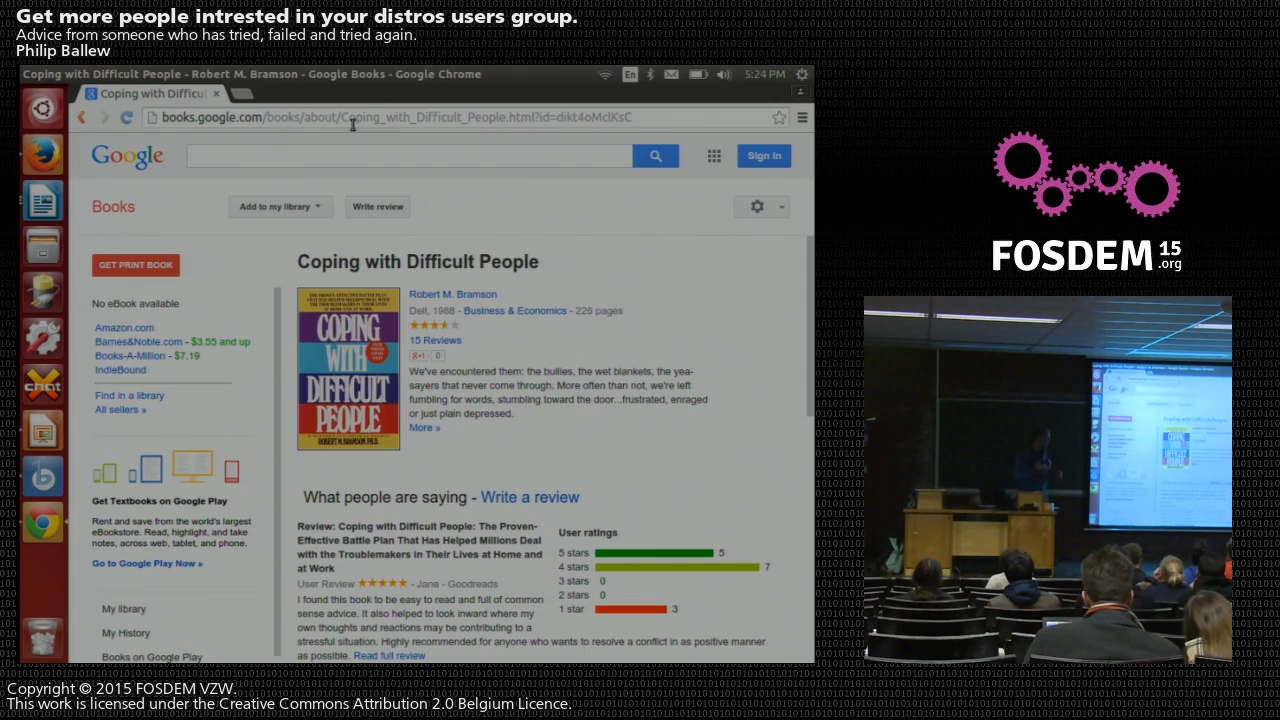 Get more people intrested in your distros users group.
Advice from someone who has tried, failed and tried again.
Philip Ballew
Coping with Difficult People - Robert M. Bramson - Google Books - Google Chrome
En
5:24 PM
Coping with Difficul
books.google.com/books/about/Coping_with_Difficult_People.html?id=dikt4oMclKsC
Google
Sign in
Books
Add to my library
Write review
GET PRINT BOOK
No eBook available
Amazon.com
Barnes&Noble.com - $3.55 and up
Books-A-Million - $7.19
IndieBound
Find in a library
All sellers »
Get Textbooks on Google Play
Rent and save from the world's largest
eBookstore. Read, highlight, and take
notes, across web, tablet, and phone.
Go to Google Play Now »
My library
My History
Books on Google Play
Coping with Difficult People
COPING
WITH
DIFFICULT
PEOPLE
ROBERT M. BRAMSON, PH.D.
Robert M. Bramson
Dell, 1988 - Business & Economics - 226 pages
15 Reviews
g+1 0
We've encountered them: the bullies, the wet blankets, the yea-
sayers that never come through. More often than not, we're left
fumbling for words, stumbling toward the door...frustrated, enraged
or just plain depressed.
More »
What people are saying - Write a review
Review: Coping with Difficult People: The Proven-
Effective Battle Plan That Has Helped Millions Deal
with the Troublemakers in Their Lives at Home and
at Work
User Review - Jane - Goodreads
I found this book to be easy to read and full of common
sense advice. It also helped to look inward where my
own thoughts and reactions may be contributing to a
stressful situation. Highly recommended for anyone who wants to resolve a conflict in as positive manner
as possible. Read full review
User ratings
5 stars 5
4 stars 7
3 stars 0
2 stars 0
1 star 3
FOSDEM 15
.org
Coping with Difficult People
COPING
WITH
DIFFICULT
PEOPLE
Copyright © 2015 FOSDEM VZW.
This work is licensed under the Creative Commons Attribution 2.0 Belgium Licence.